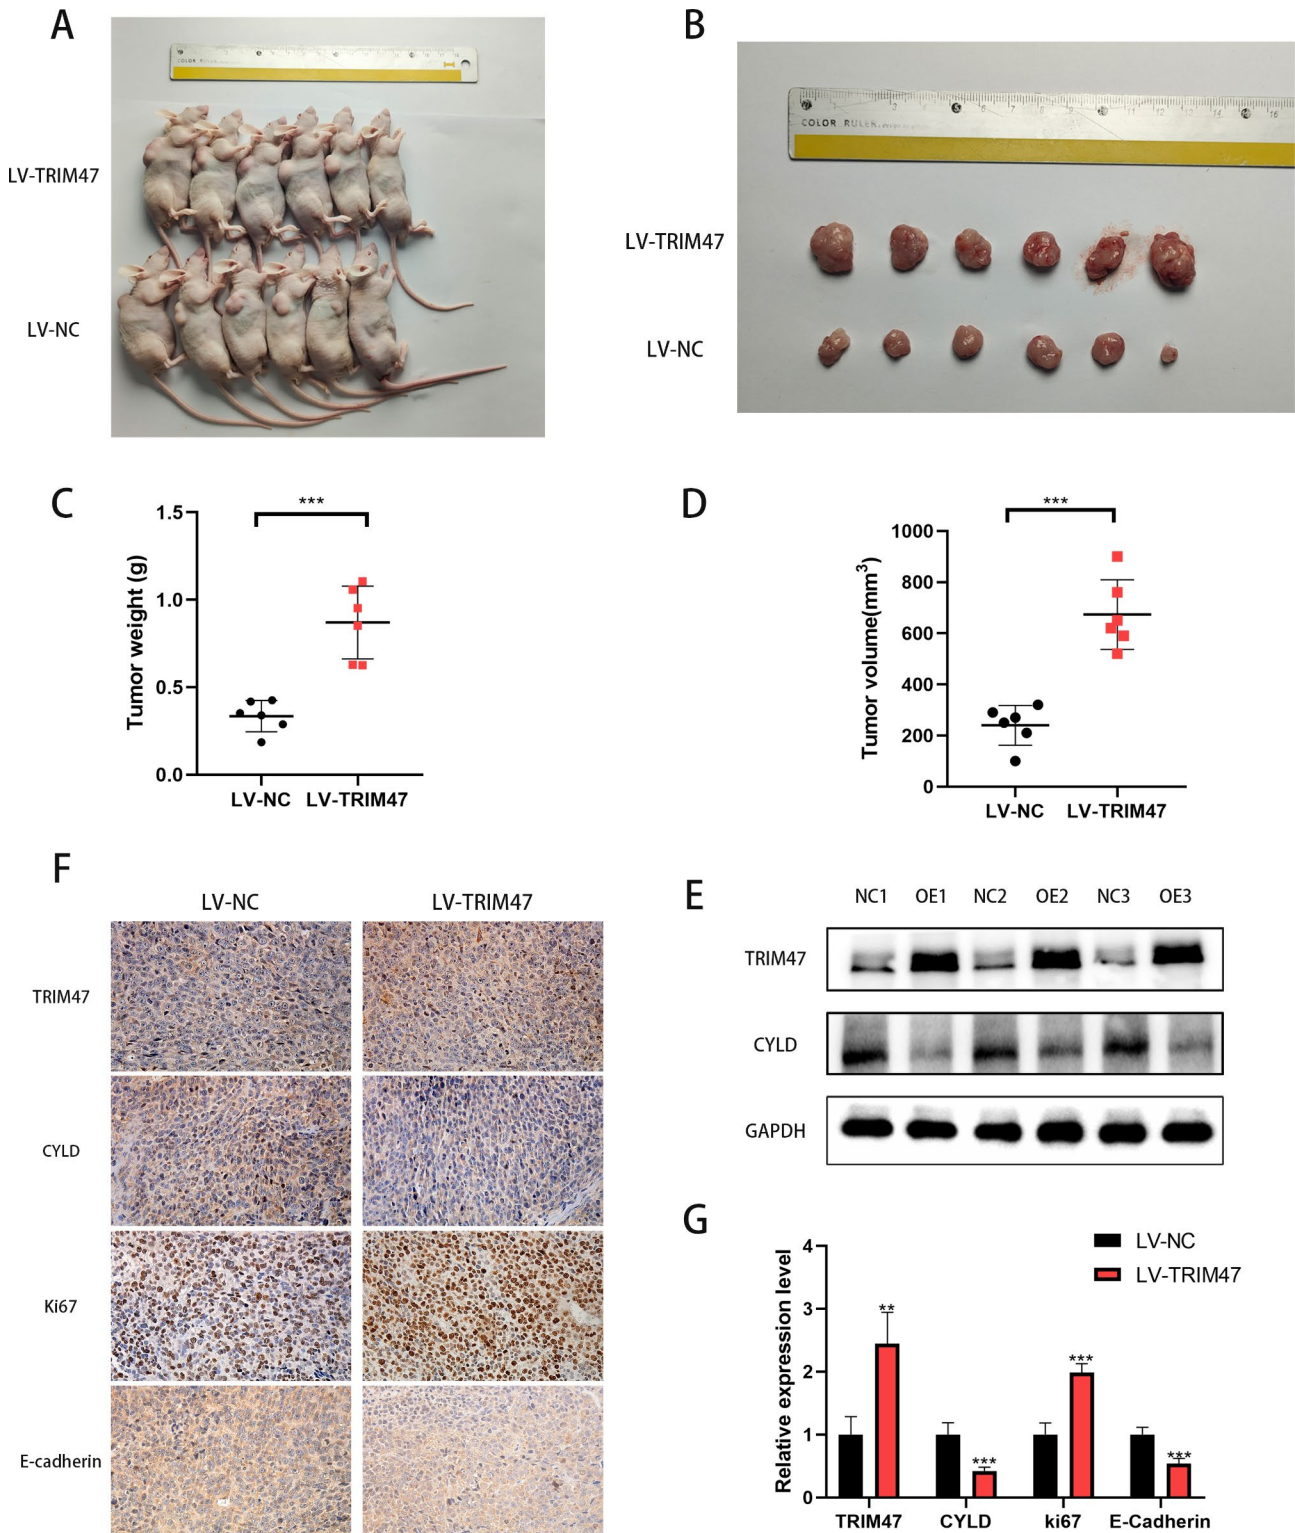 A
COLOR RULER
LV-TRIM47
LV-NC
B
COLOR RULER
LV-TRIM47
LV-NC
C
***
Tumor weight (g)
1.5
1.0
0.5
0.0
LV-NC LV-TRIM47
D
***
Tumor volume(mm³)
1000
800
600
400
200
0
LV-NC LV-TRIM47
F
LV-NC LV-TRIM47
TRIM47
CYLD
Ki67
E-cadherin
E
NC1 OE1 NC2 OE2 NC3 OE3
TRIM47
CYLD
GAPDH
G
LV-NC
LV-TRIM47
Relative expression level
4
3
2
1
0
**
***
***
***
TRIM47 CYLD ki67 E-Cadherin